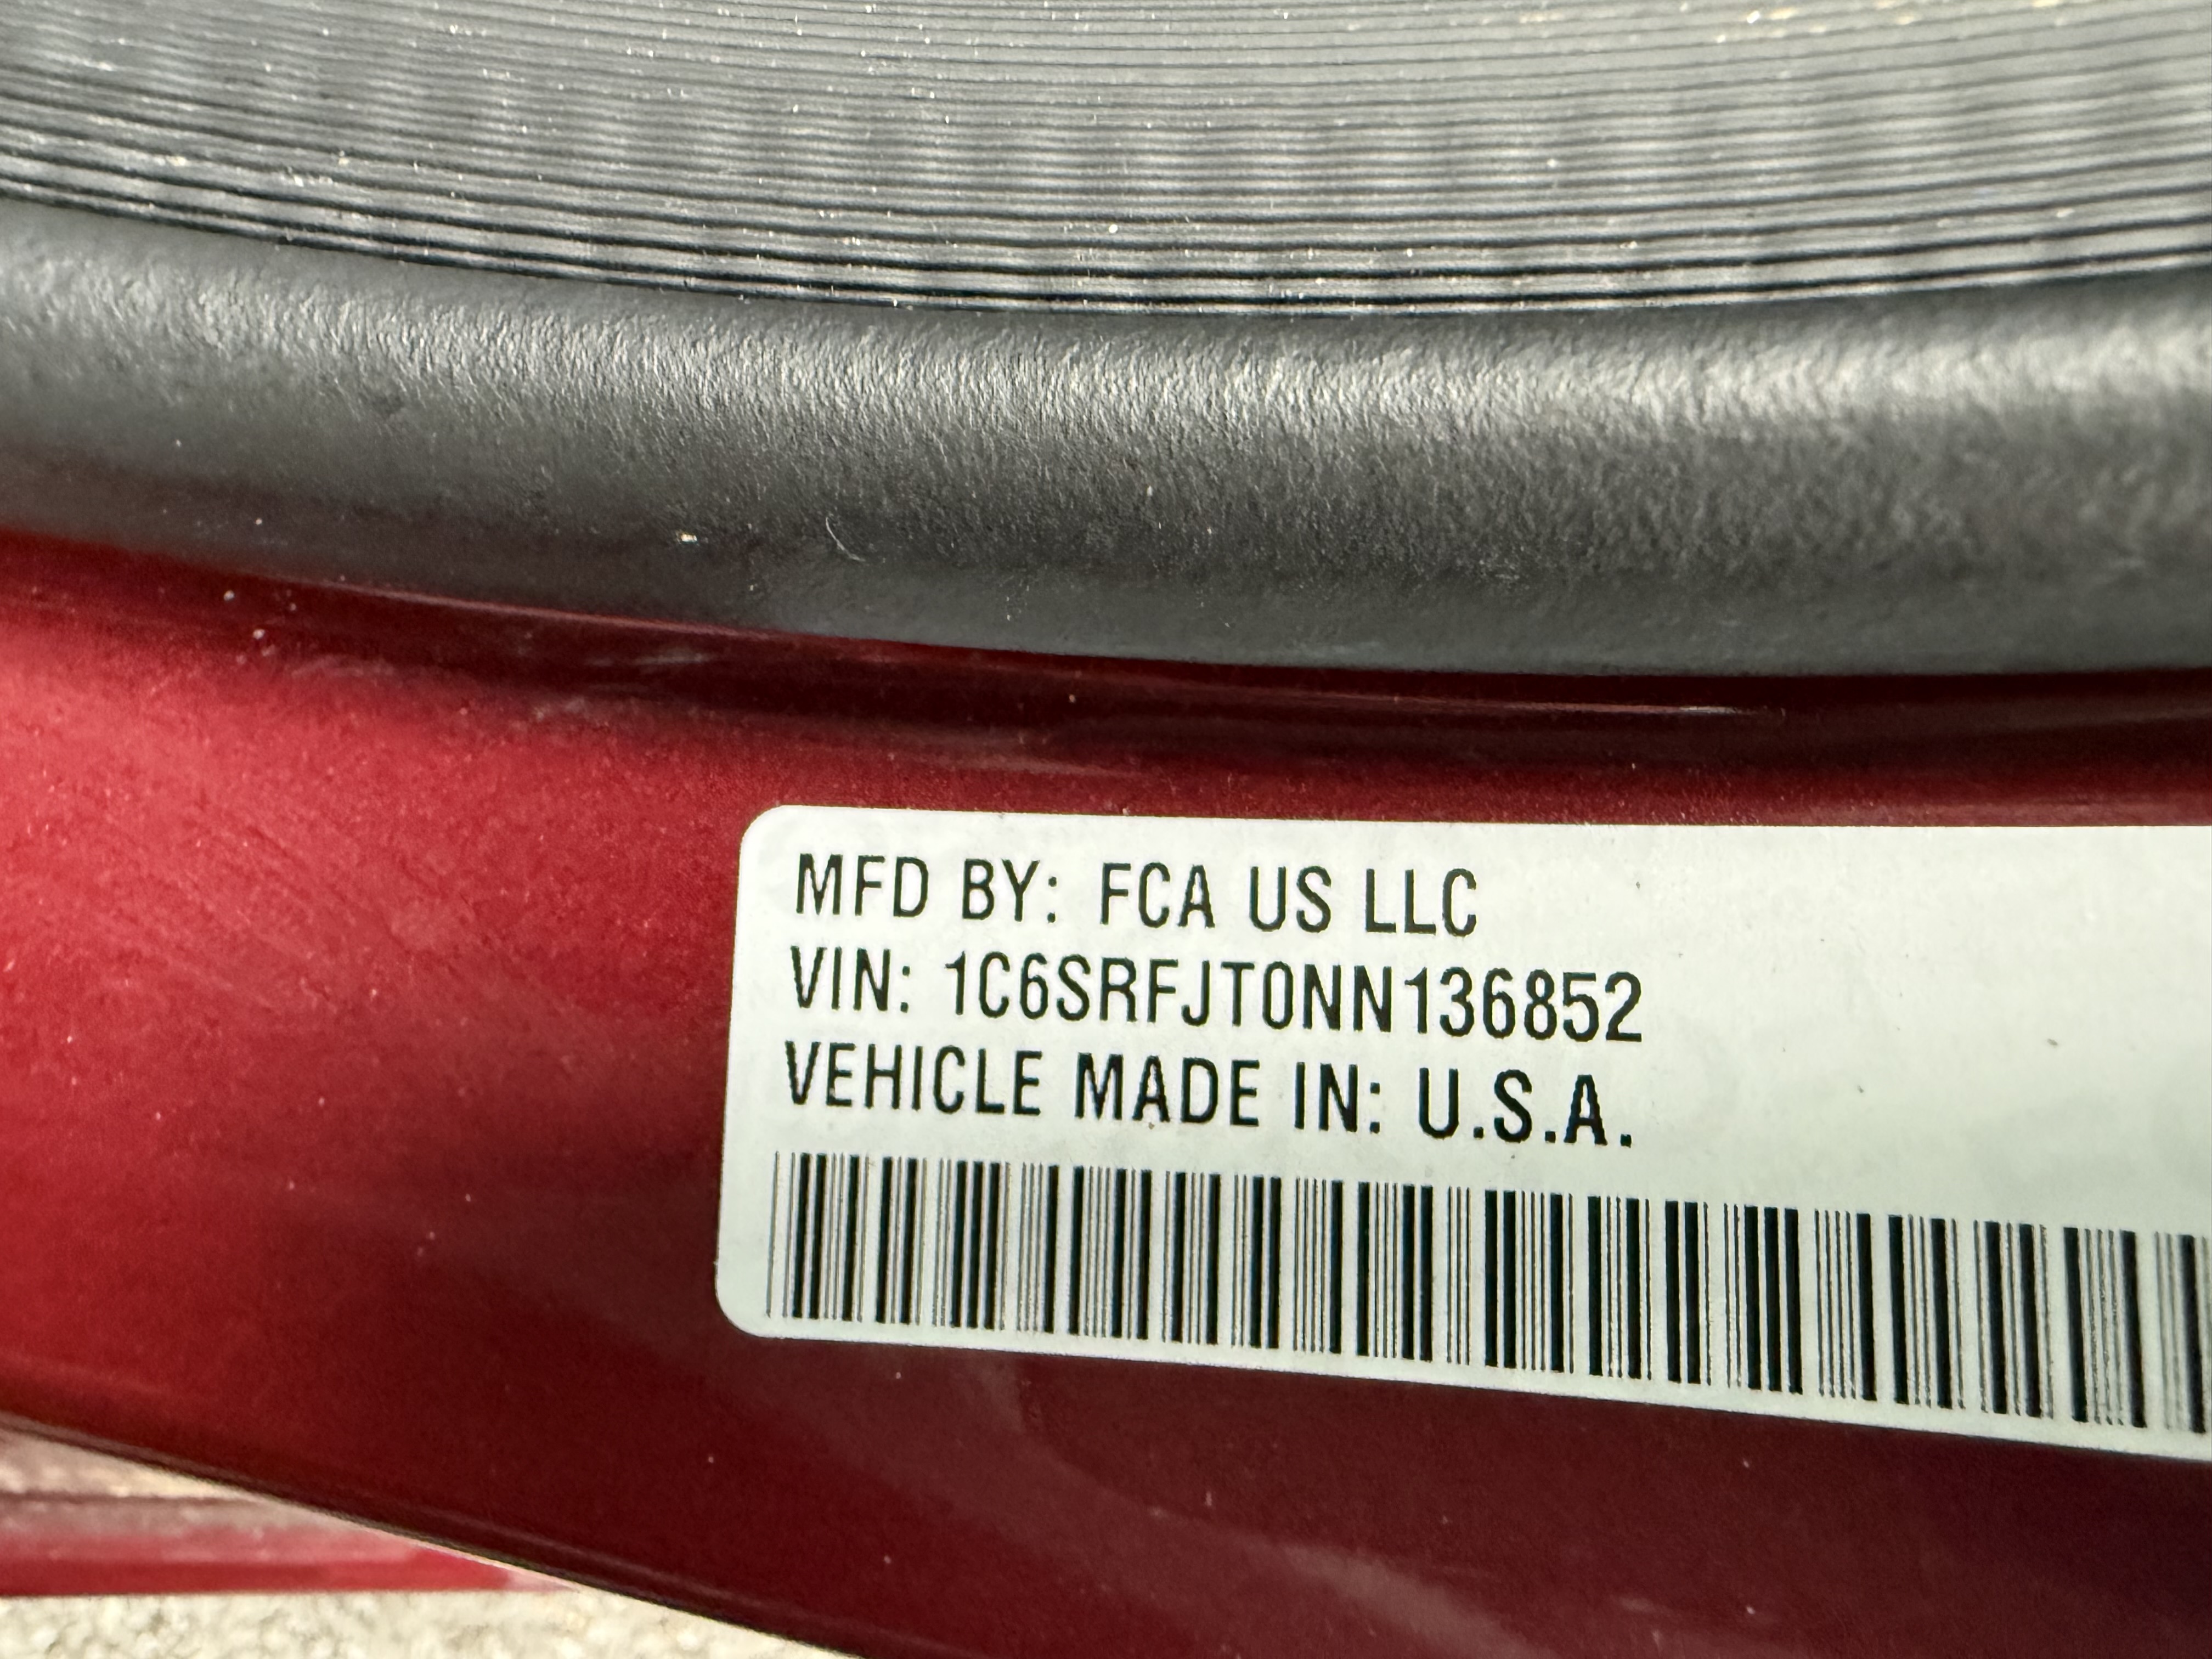 MFD BY: FCA US LLC
VIN: 1C6SRFJT0NN136852
VEHICLE MADE IN: U.S.A.